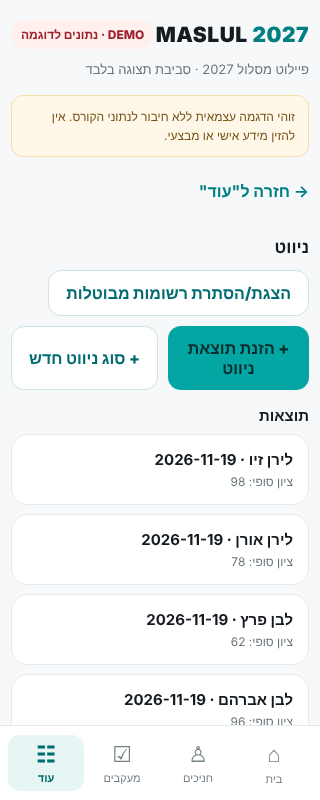 MASLUL 2027
DEMO · נתונים לדוגמה
פיילוט מסלול 2027 · סביבת תצוגה בלבד
זוהי הדגמה עצמאית ללא חיבור לנתוני הקורס. אין
להזין מידע אישי או מבצעי.
→ חזרה ל"עוד"
ניווט
הצגת/הסתרת רשומות מבוטלות
+ הזנת תוצאת
ניווט
+ סוג ניווט חדש
תוצאות
לירן זיו · 2026-11-19
ציון סופי: 98
לירן אורן · 2026-11-19
ציון סופי: 78
לבן פרץ · 2026-11-19
ציון סופי: 62
לבן אברהם · 2026-11-19
ציון סופי: 96
בית
חניכים
מעקבים
עוד